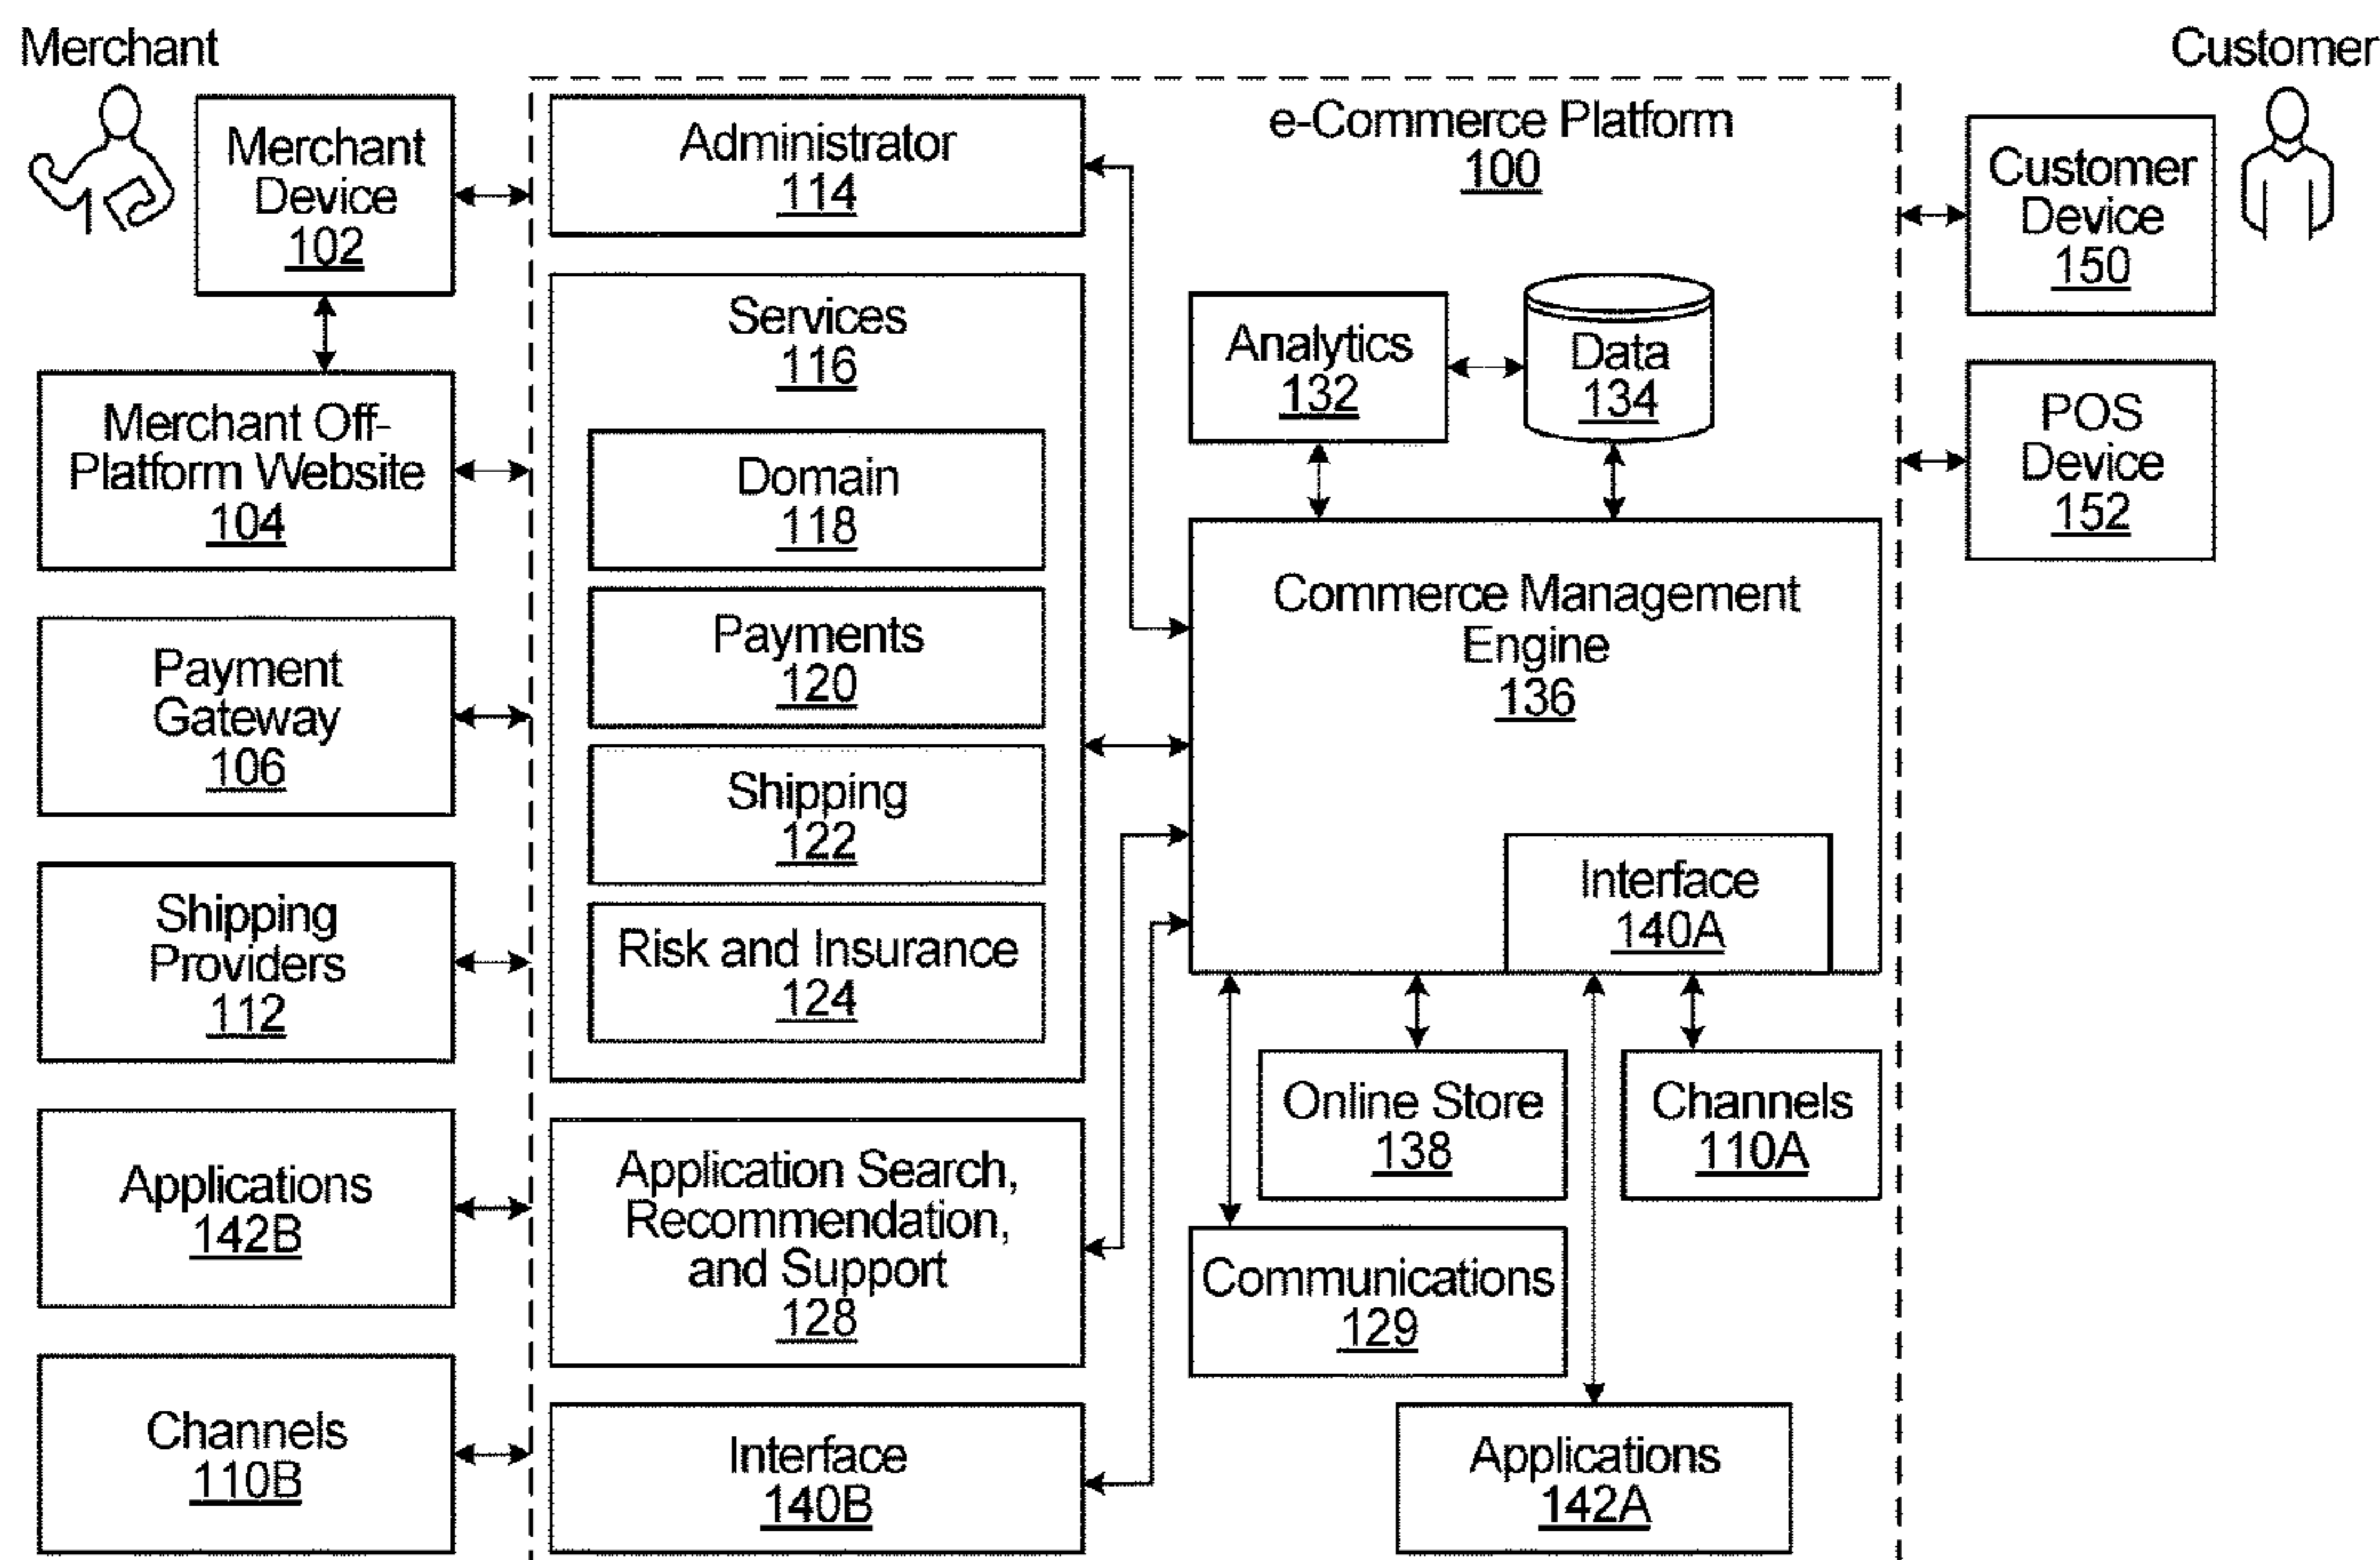 Merchant
Customer
Merchant
Device
102
Administrator
114
e-Commerce Platform
100
Customer
Device
150
Services
116
Analytics
132
Data
134
Merchant Off-
Platform Website
104
POS
Device
152
Domain
118
Commerce Management
Engine
136
Payments
120
Payment
Gateway
106
Shipping
122
Interface
140A
Shipping
Providers
112
Risk and Insurance
124
Online Store
138
Channels
110A
Applications
142B
Application Search,
Recommendation,
and Support
128
Communications
129
Channels
110B
Interface
140B
Applications
142A